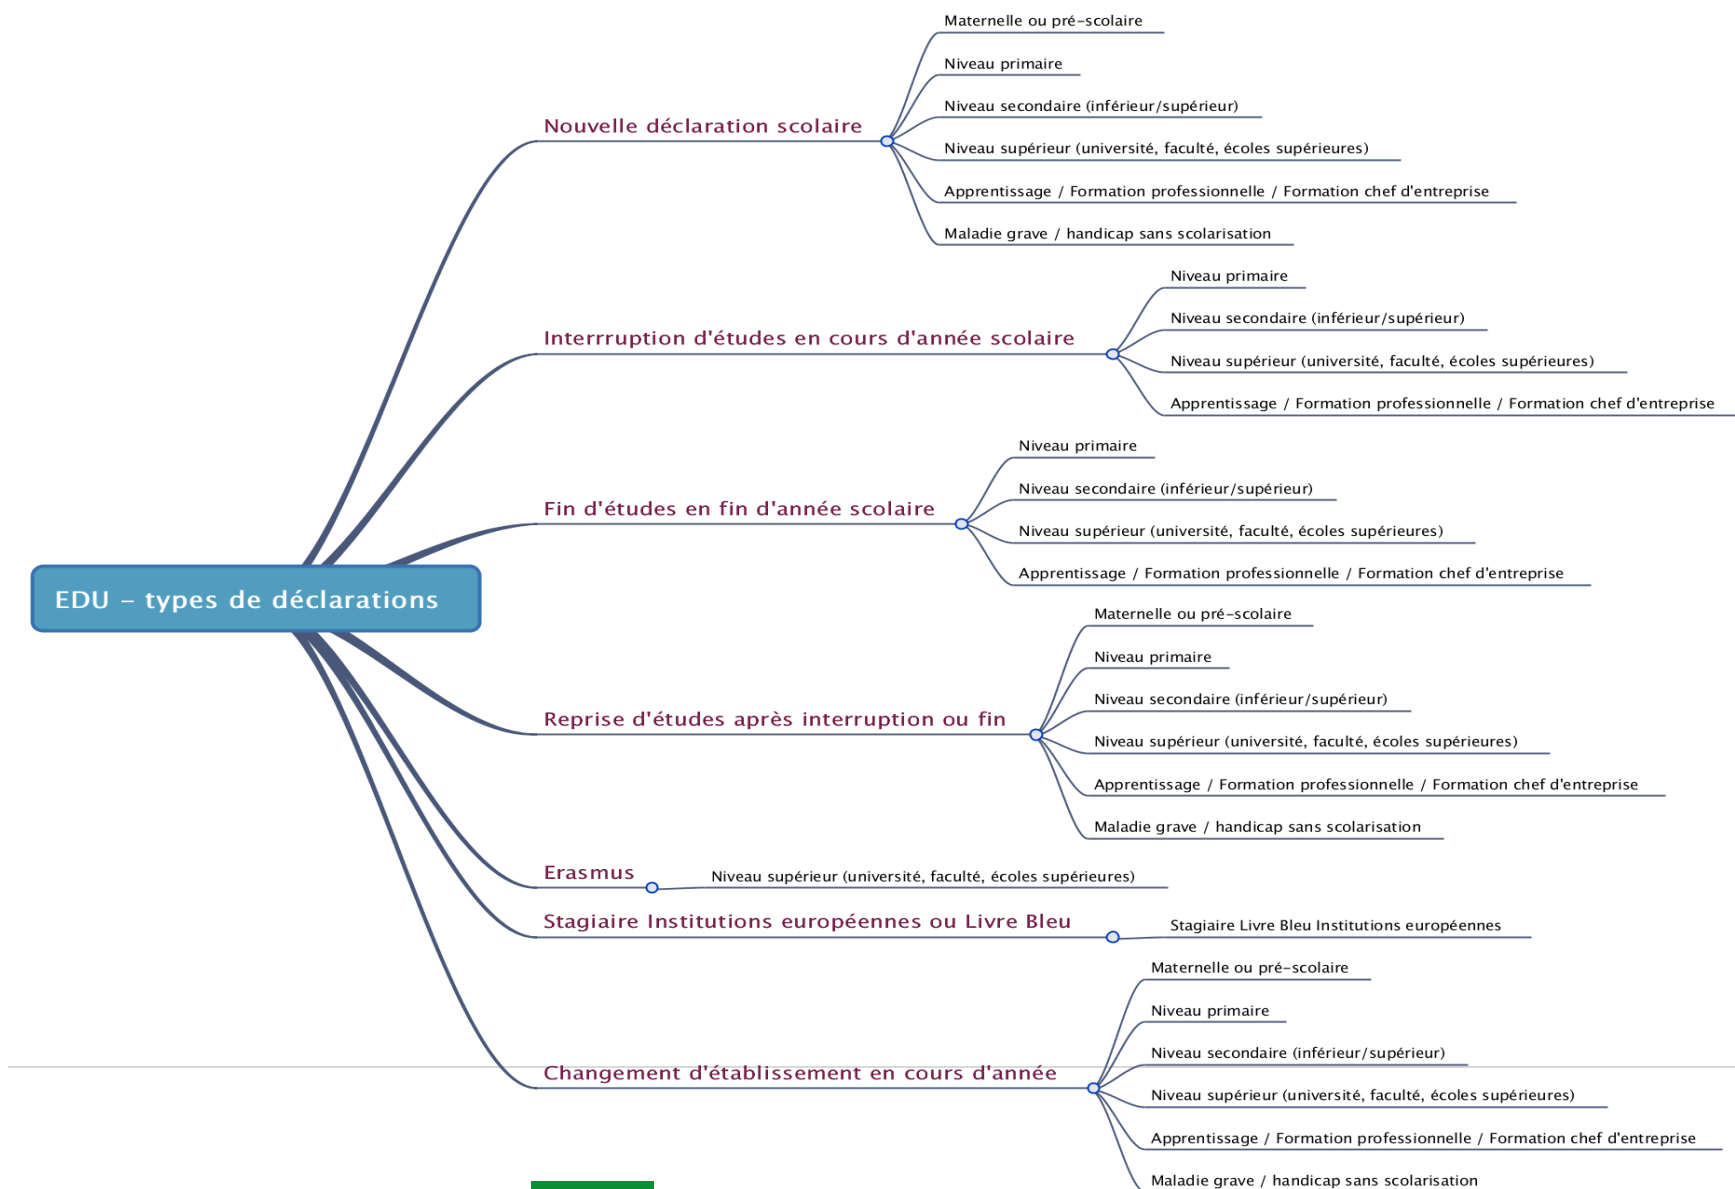 EDU – types de déclarations
Nouvelle déclaration scolaire
Maternelle ou pré-scolaire
Niveau primaire
Niveau secondaire (inférieur/supérieur)
Niveau supérieur (université, faculté, écoles supérieures)
Apprentissage / Formation professionnelle / Formation chef d'entreprise
Maladie grave / handicap sans scolarisation
Interrruption d'études en cours d'année scolaire
Niveau primaire
Niveau secondaire (inférieur/supérieur)
Niveau supérieur (université, faculté, écoles supérieures)
Apprentissage / Formation professionnelle / Formation chef d'entreprise
Fin d'études en fin d'année scolaire
Niveau primaire
Niveau secondaire (inférieur/supérieur)
Niveau supérieur (université, faculté, écoles supérieures)
Apprentissage / Formation professionnelle / Formation chef d'entreprise
Reprise d'études après interruption ou fin
Maternelle ou pré-scolaire
Niveau primaire
Niveau secondaire (inférieur/supérieur)
Niveau supérieur (université, faculté, écoles supérieures)
Apprentissage / Formation professionnelle / Formation chef d'entreprise
Maladie grave / handicap sans scolarisation
Erasmus
Niveau supérieur (université, faculté, écoles supérieures)
Stagiaire Institutions européennes ou Livre Bleu
Stagiaire Livre Bleu Institutions européennes
Changement d'établissement en cours d'année
Maternelle ou pré-scolaire
Niveau primaire
Niveau secondaire (inférieur/supérieur)
Niveau supérieur (université, faculté, écoles supérieures)
Apprentissage / Formation professionnelle / Formation chef d'entreprise
Maladie grave / handicap sans scolarisation